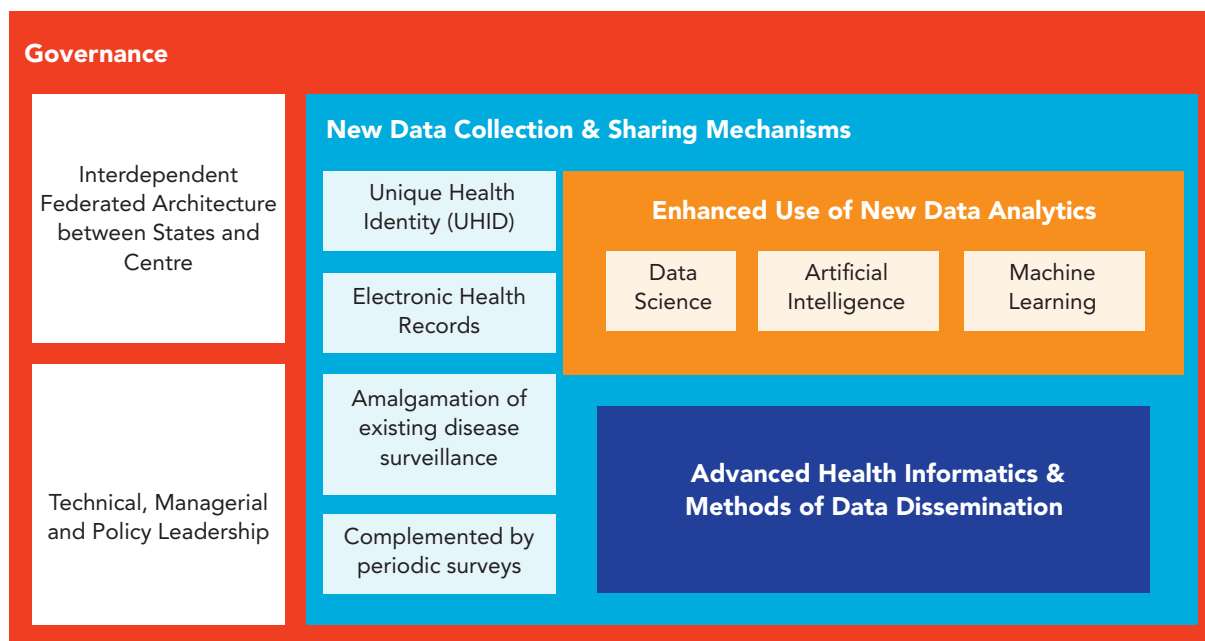 Governance
Interdependent
Federated Architecture
between States and
Centre
Technical, Managerial
and Policy Leadership
New Data Collection & Sharing Mechanisms
Unique Health
Identity (UHID)
Electronic Health
Records
Amalgamation of
existing disease
surveillance
Complemented by
periodic surveys
Enhanced Use of New Data Analytics
Data
Science
Artificial
Intelligence
Machine
Learning
Advanced Health Informatics &
Methods of Data Dissemination